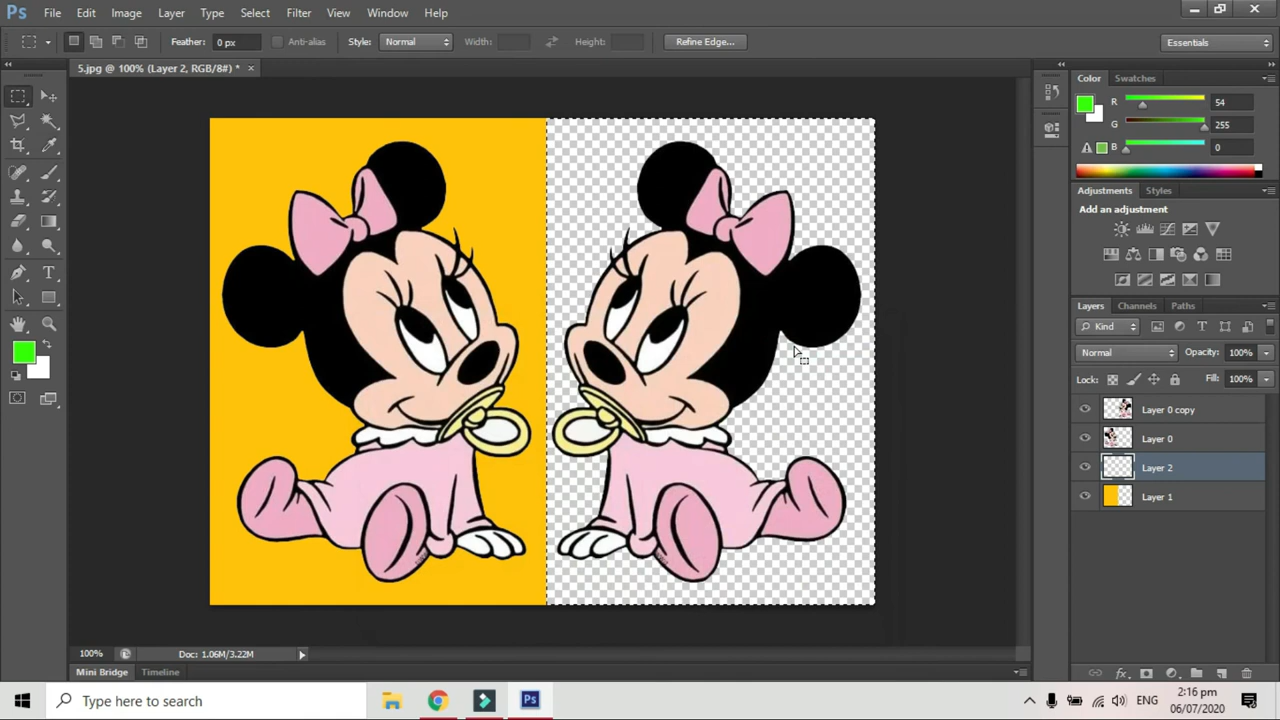 Ps File Edit Image Layer Type Select Filter View Window Help
Feather: 0 px Anti-alias Style: Normal Width: Height: Refine Edge... Essentials
5.jpg @ 100% (Layer 2, RGB/8#) * ×
Color Swatches
R 54
G 255
B 0
Adjustments Styles
Add an adjustment
Layers Channels Paths
Kind
Normal Opacity: 100%
Lock: Fill: 100%
Layer 0 copy
Layer 0
Layer 2
Layer 1
100% Doc: 1.06M/3.22M
Mini Bridge Timeline
Type here to search Ps ENG 2:16 pm
06/07/2020